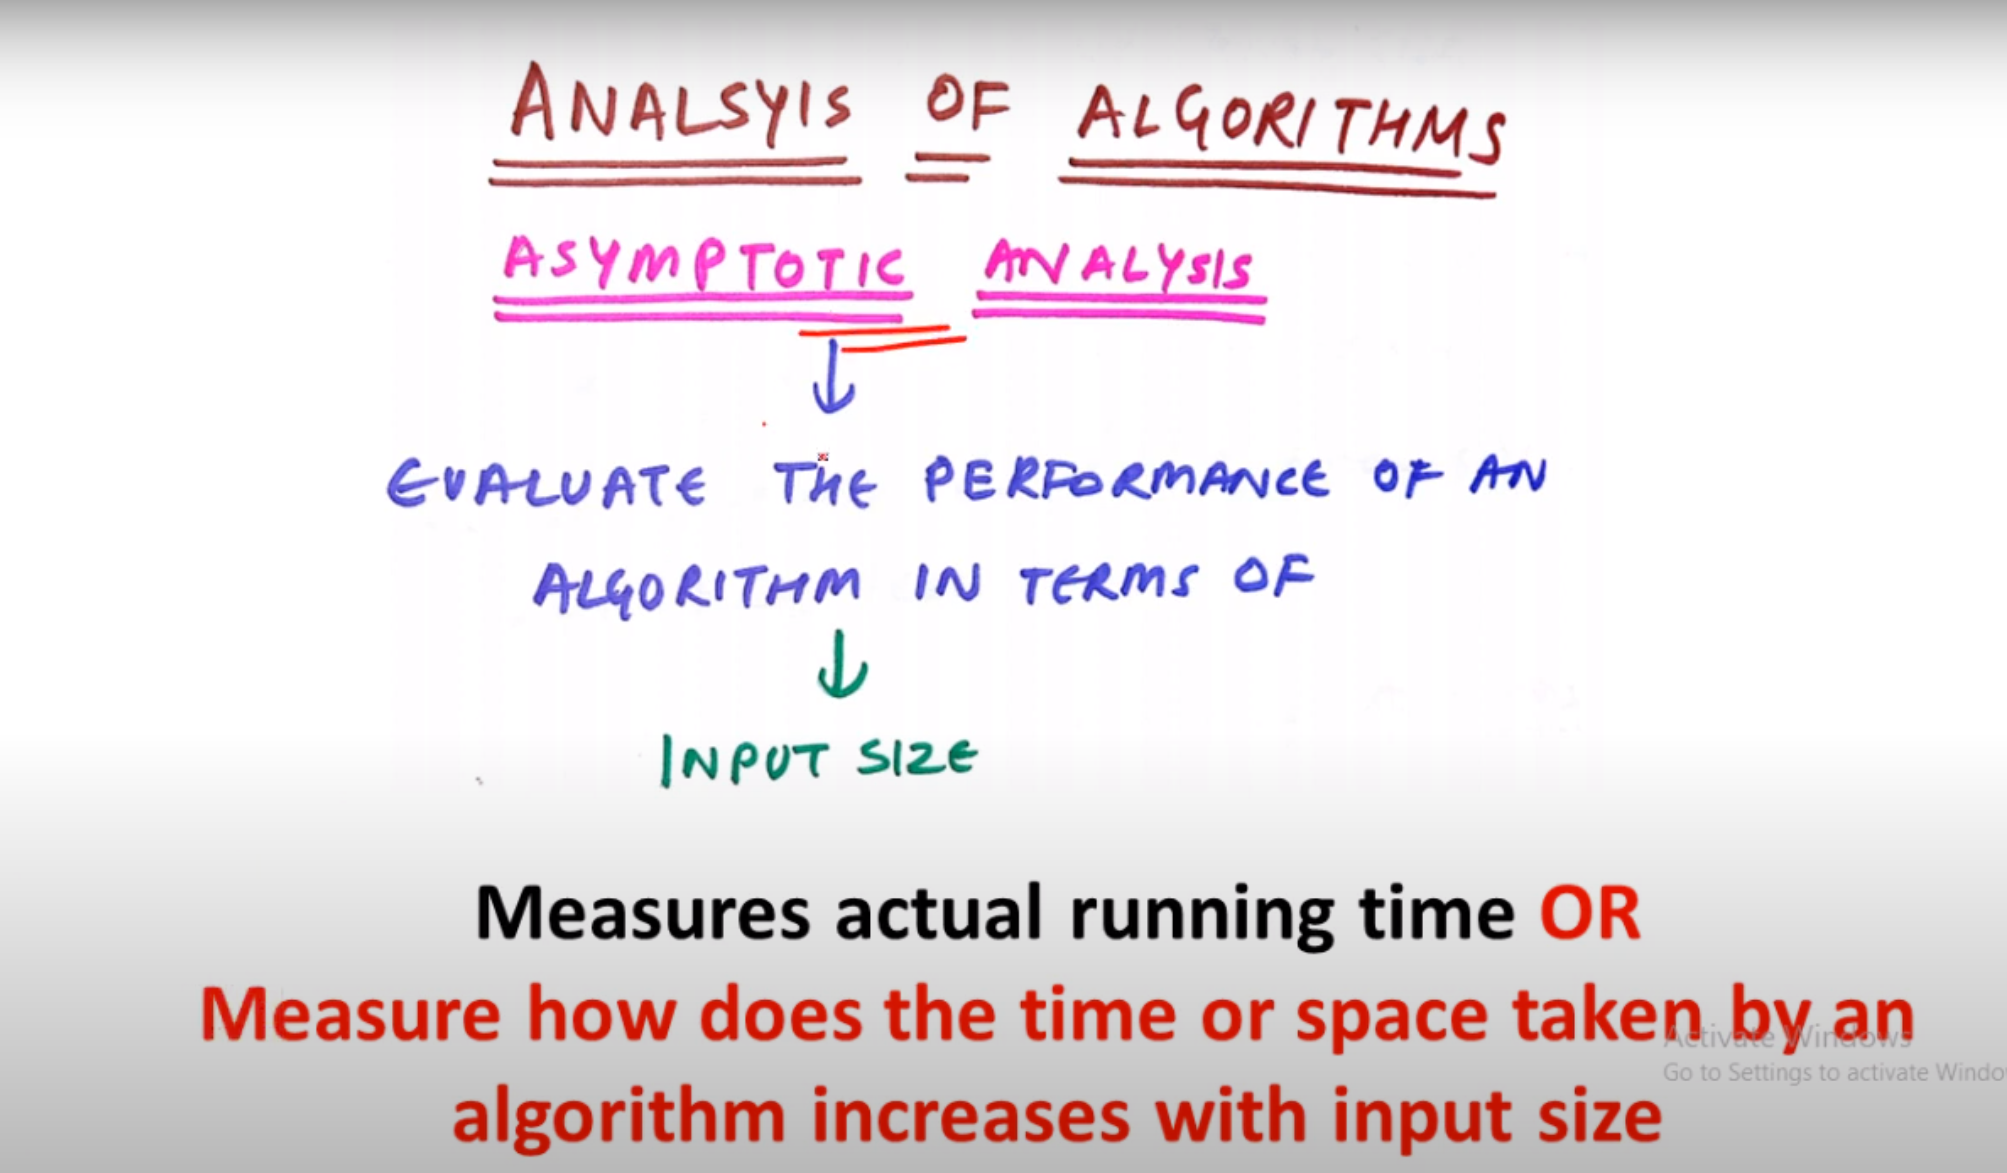 ANALSYIS OF ALGORITHMS
ASYMPTOTIC ANALYSIS
EVALUATE THE PERFORMANCE OF AN
ALGORITHM IN TERMS OF
INPUT SIZE
Measures actual running time OR
Measure how does the time or space taken by an
algorithm increases with input size
Activate Windows
Go to Settings to activate Windo